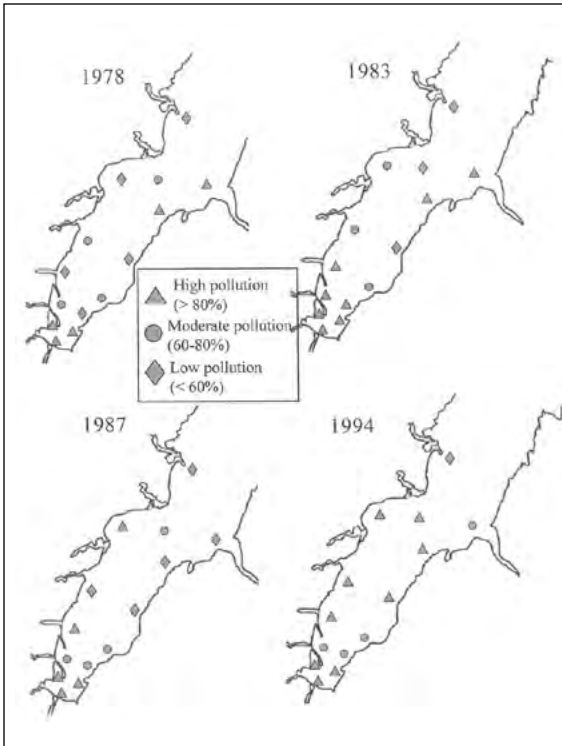 1978
1983
High pollution
(> 80%)
Moderate pollution
(60-80%)
Low pollution
(< 60%)
1987
1994